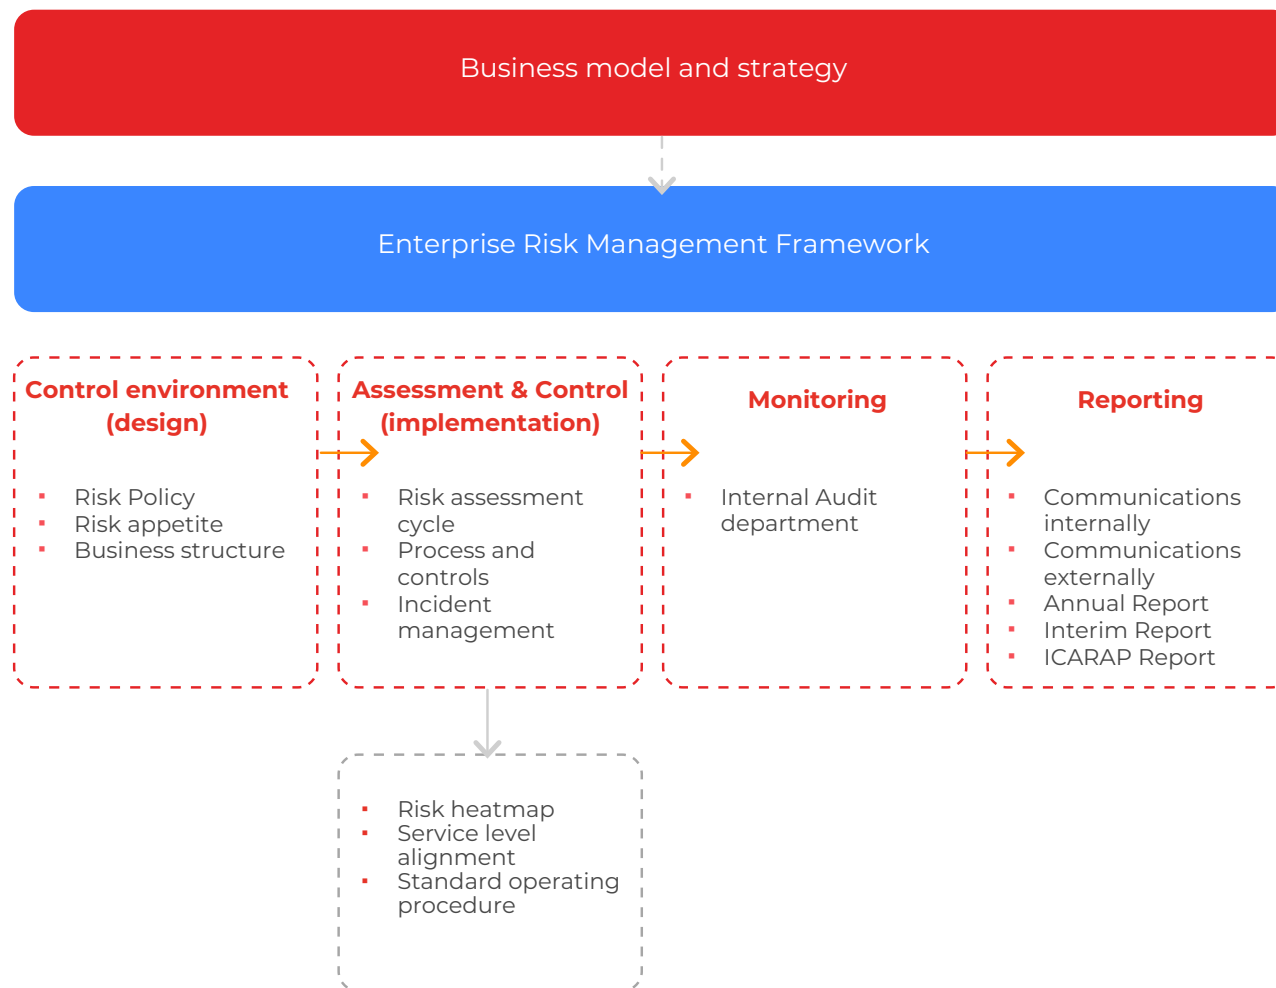 Business model and strategy
Enterprise Risk Management Framework
Control environment
(design)
▪ Risk Policy
▪ Risk appetite
▪ Business structure
Assessment & Control
(implementation)
▪ Risk assessment
cycle
▪ Process and
controls
▪ Incident
management
Monitoring
▪ Internal Audit
department
Reporting
▪ Communications
internally
▪ Communications
externally
▪ Annual Report
▪ Interim Report
▪ ICARAP Report
▪ Risk heatmap
▪ Service level
alignment
▪ Standard operating
procedure